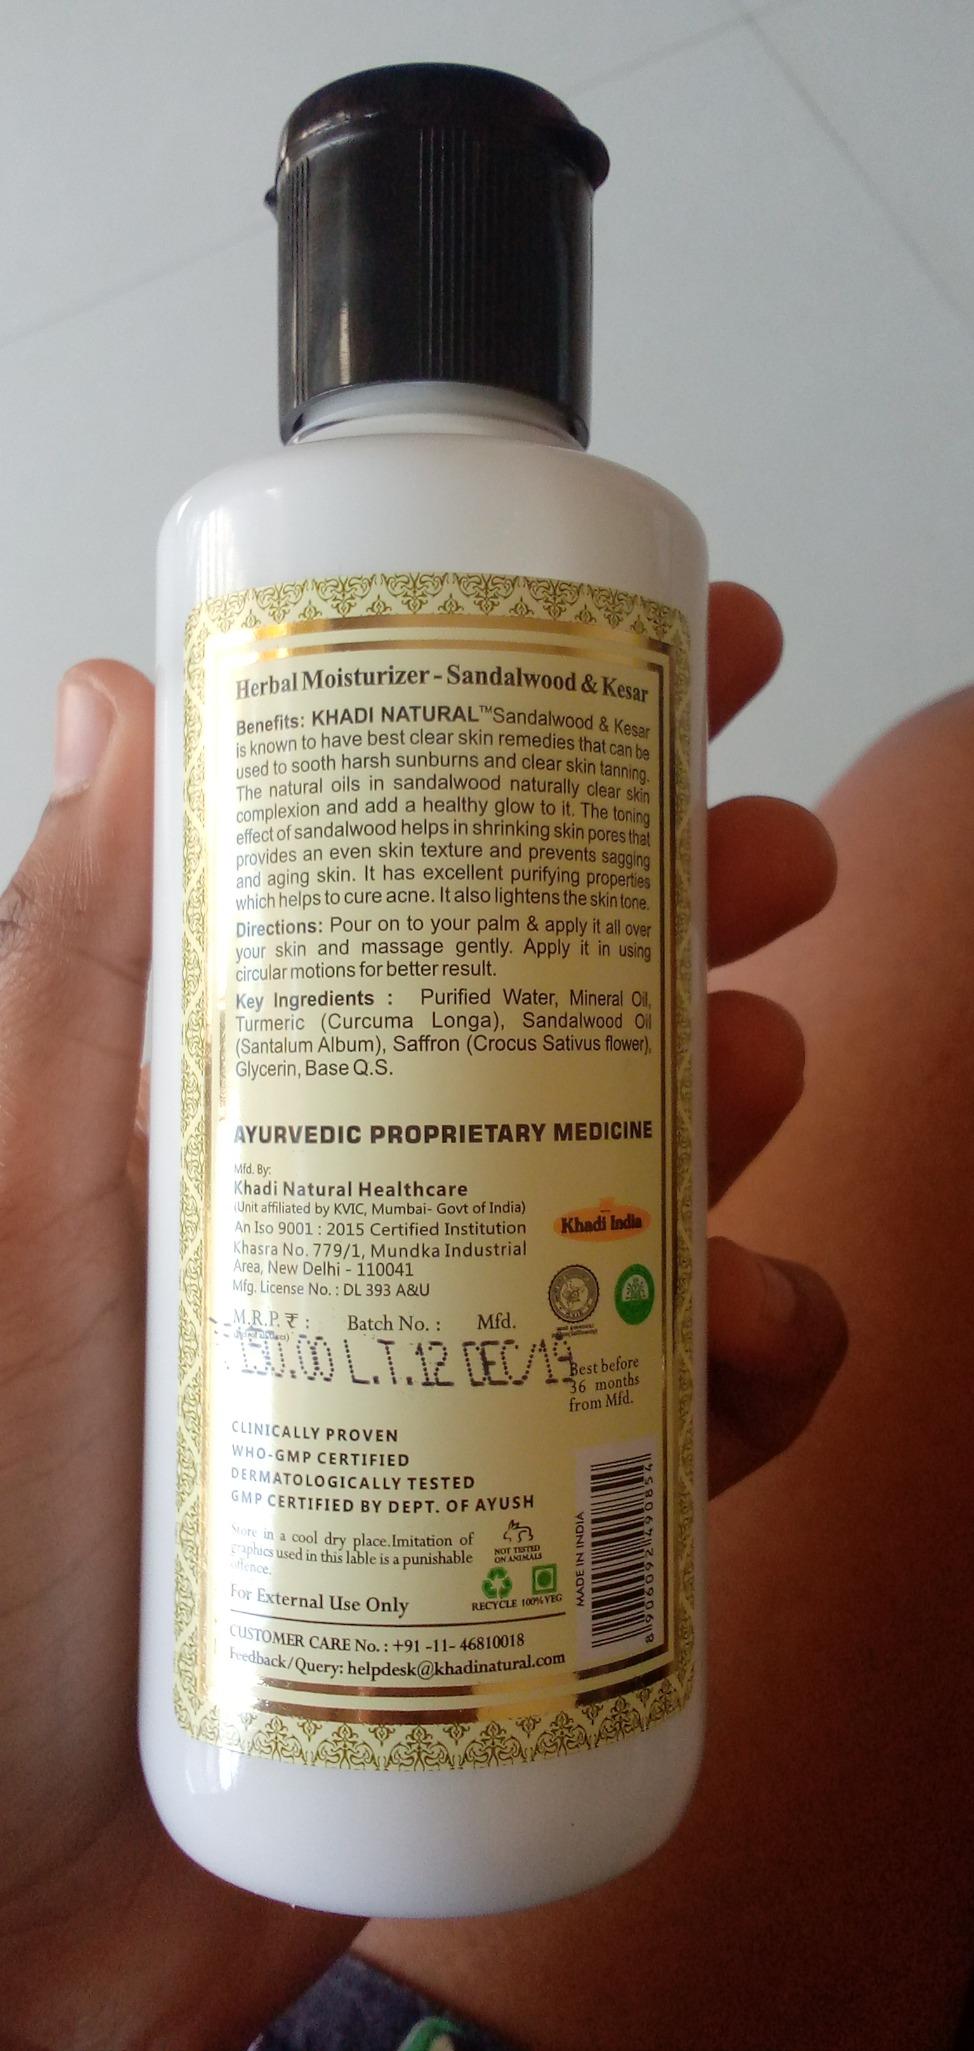 Herbal Moisturizer - Sandalwood & Kesar
Benefits: KHADI NATURAL™Sandalwood & Kesar
is known to have best clear skin remedies that can be
used to sooth harsh sunburns and clear skin tanning.
The natural oils in sandalwood naturally clear skin
complexion and add a healthy glow to it. The toning
effect of sandalwood helps in shrinking skin pores that
provides an even skin texture and prevents sagging
and aging skin. It has excellent purifying properties
which helps to cure acne. It also lightens the skin tone.
Directions: Pour on to your palm & apply it all over
your skin and massage gently. Apply it in using
circular motions for better result.
Key Ingredients : Purified Water, Mineral Oil,
Turmeric (Curcuma Longa), Sandalwood Oil
(Santalum Album), Saffron (Crocus Sativus flower),
Glycerin, Base Q.S.
AYURVEDIC PROPRIETARY MEDICINE
Mfd. By:
Khadi Natural Healthcare
(Unit affiliated by KVIC, Mumbai- Govt of India)
An Iso 9001 : 2015 Certified Institution
Khasra No. 779/1, Mundka Industrial
Area, New Delhi - 110041
Mfg. License No. : DL 393 A&U
Khadi India
M.R.P. ₹ : Batch No. : Mfd.
190.00 L.T.12 DEC/19
Best before
36 months
from Mfd.
CLINICALLY PROVEN
WHO-GMP CERTIFIED
DERMATOLOGICALLY TESTED
GMP CERTIFIED BY DEPT. OF AYUSH
Store in a cool dry place.Imitation of
graphics used in this lable is a punishable
offence.
NOT TESTED
ON ANIMALS
RECYCLE 100% VEG
For External Use Only
MADE IN INDIA
8906092490854
CUSTOMER CARE No. : +91 -11- 46810018
Feedback/Query: helpdesk@khadinatural.com